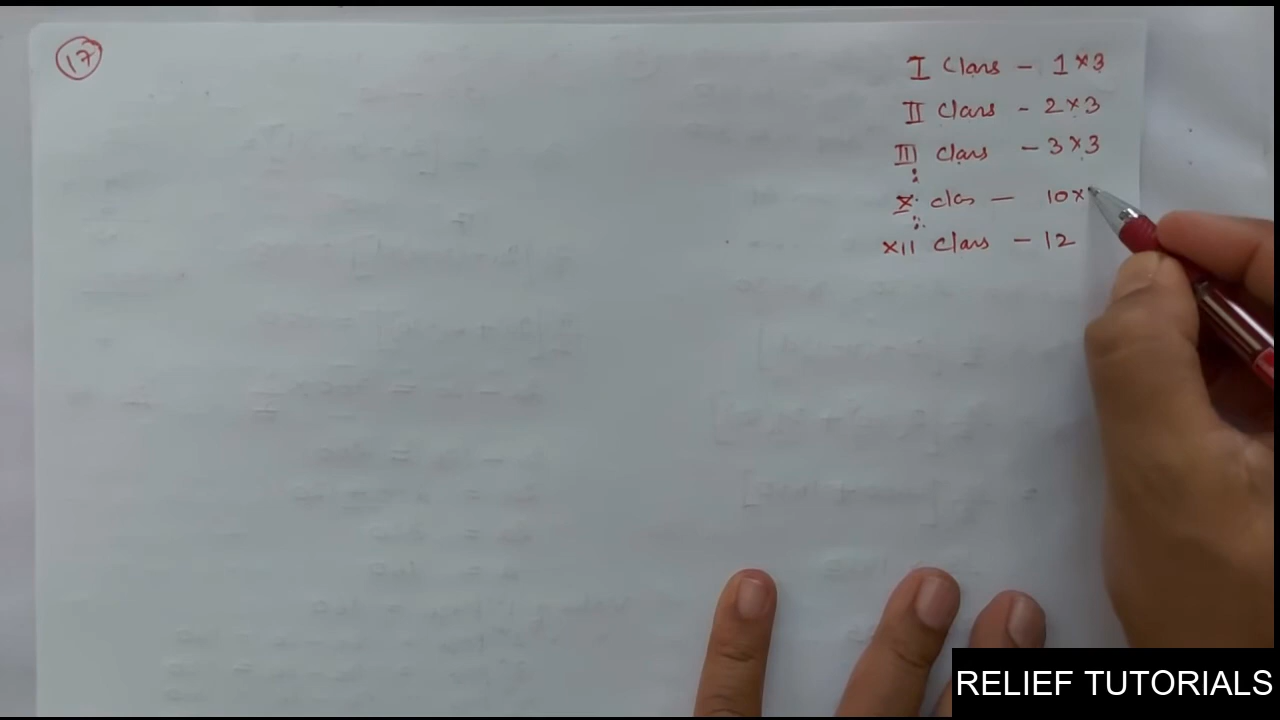 17
I Class - 1×3
II Class - 2×3
III Class - 3×3
:
X clas - 10×
:
XII Class - 12
RELIEF TUTORIALS